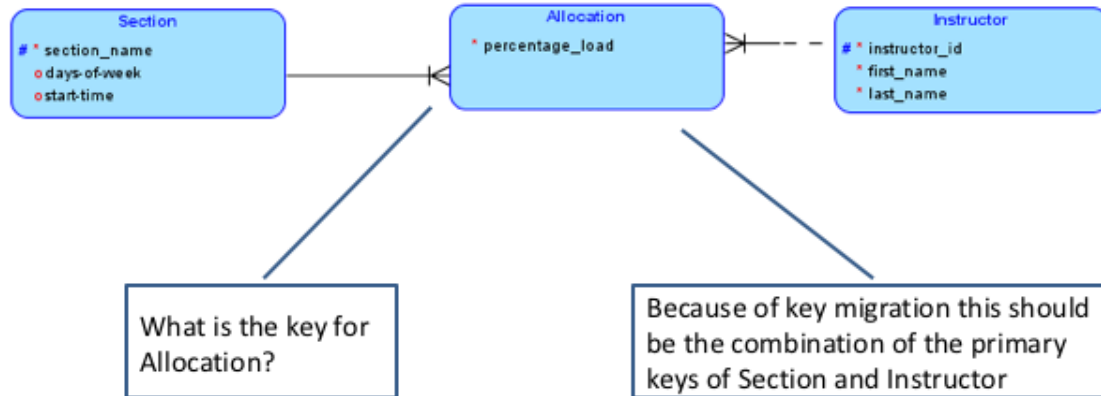 Section
# * section_name
o days-of-week
o start-time
Allocation
* percentage_load
Instructor
# * instructor_id
* first_name
* last_name
What is the key for
Allocation?
Because of key migration this should
be the combination of the primary
keys of Section and Instructor